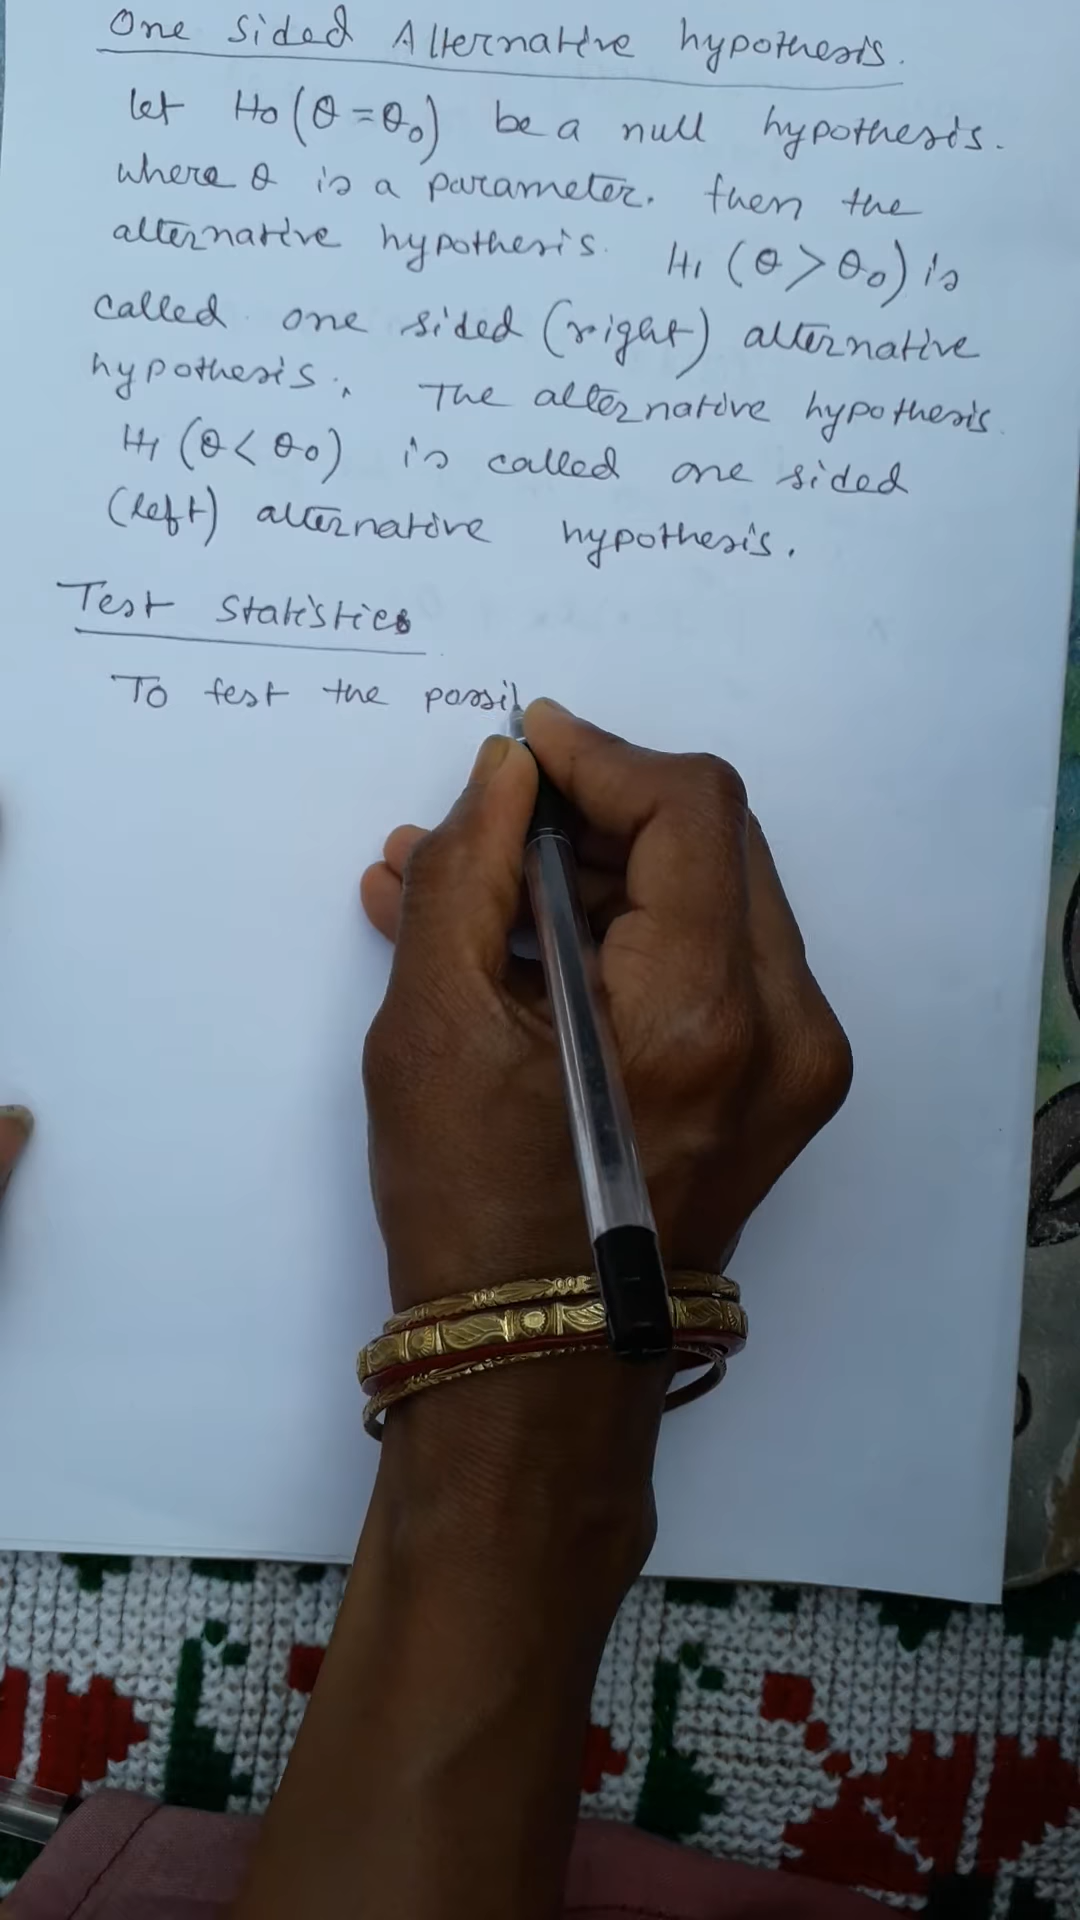 One sided Alternative hypothesis.
let H0 (θ = θ0) be a null hypothesis.
where θ is a parameter. then the
alternative hypothesis. H1 (θ > θ0) is
called one sided (right) alternative
hypothesis. The alternative hypothesis.
H1 (θ < θ0) is called one sided
(left) alternative hypothesis.
Test Statistics
To test the possil